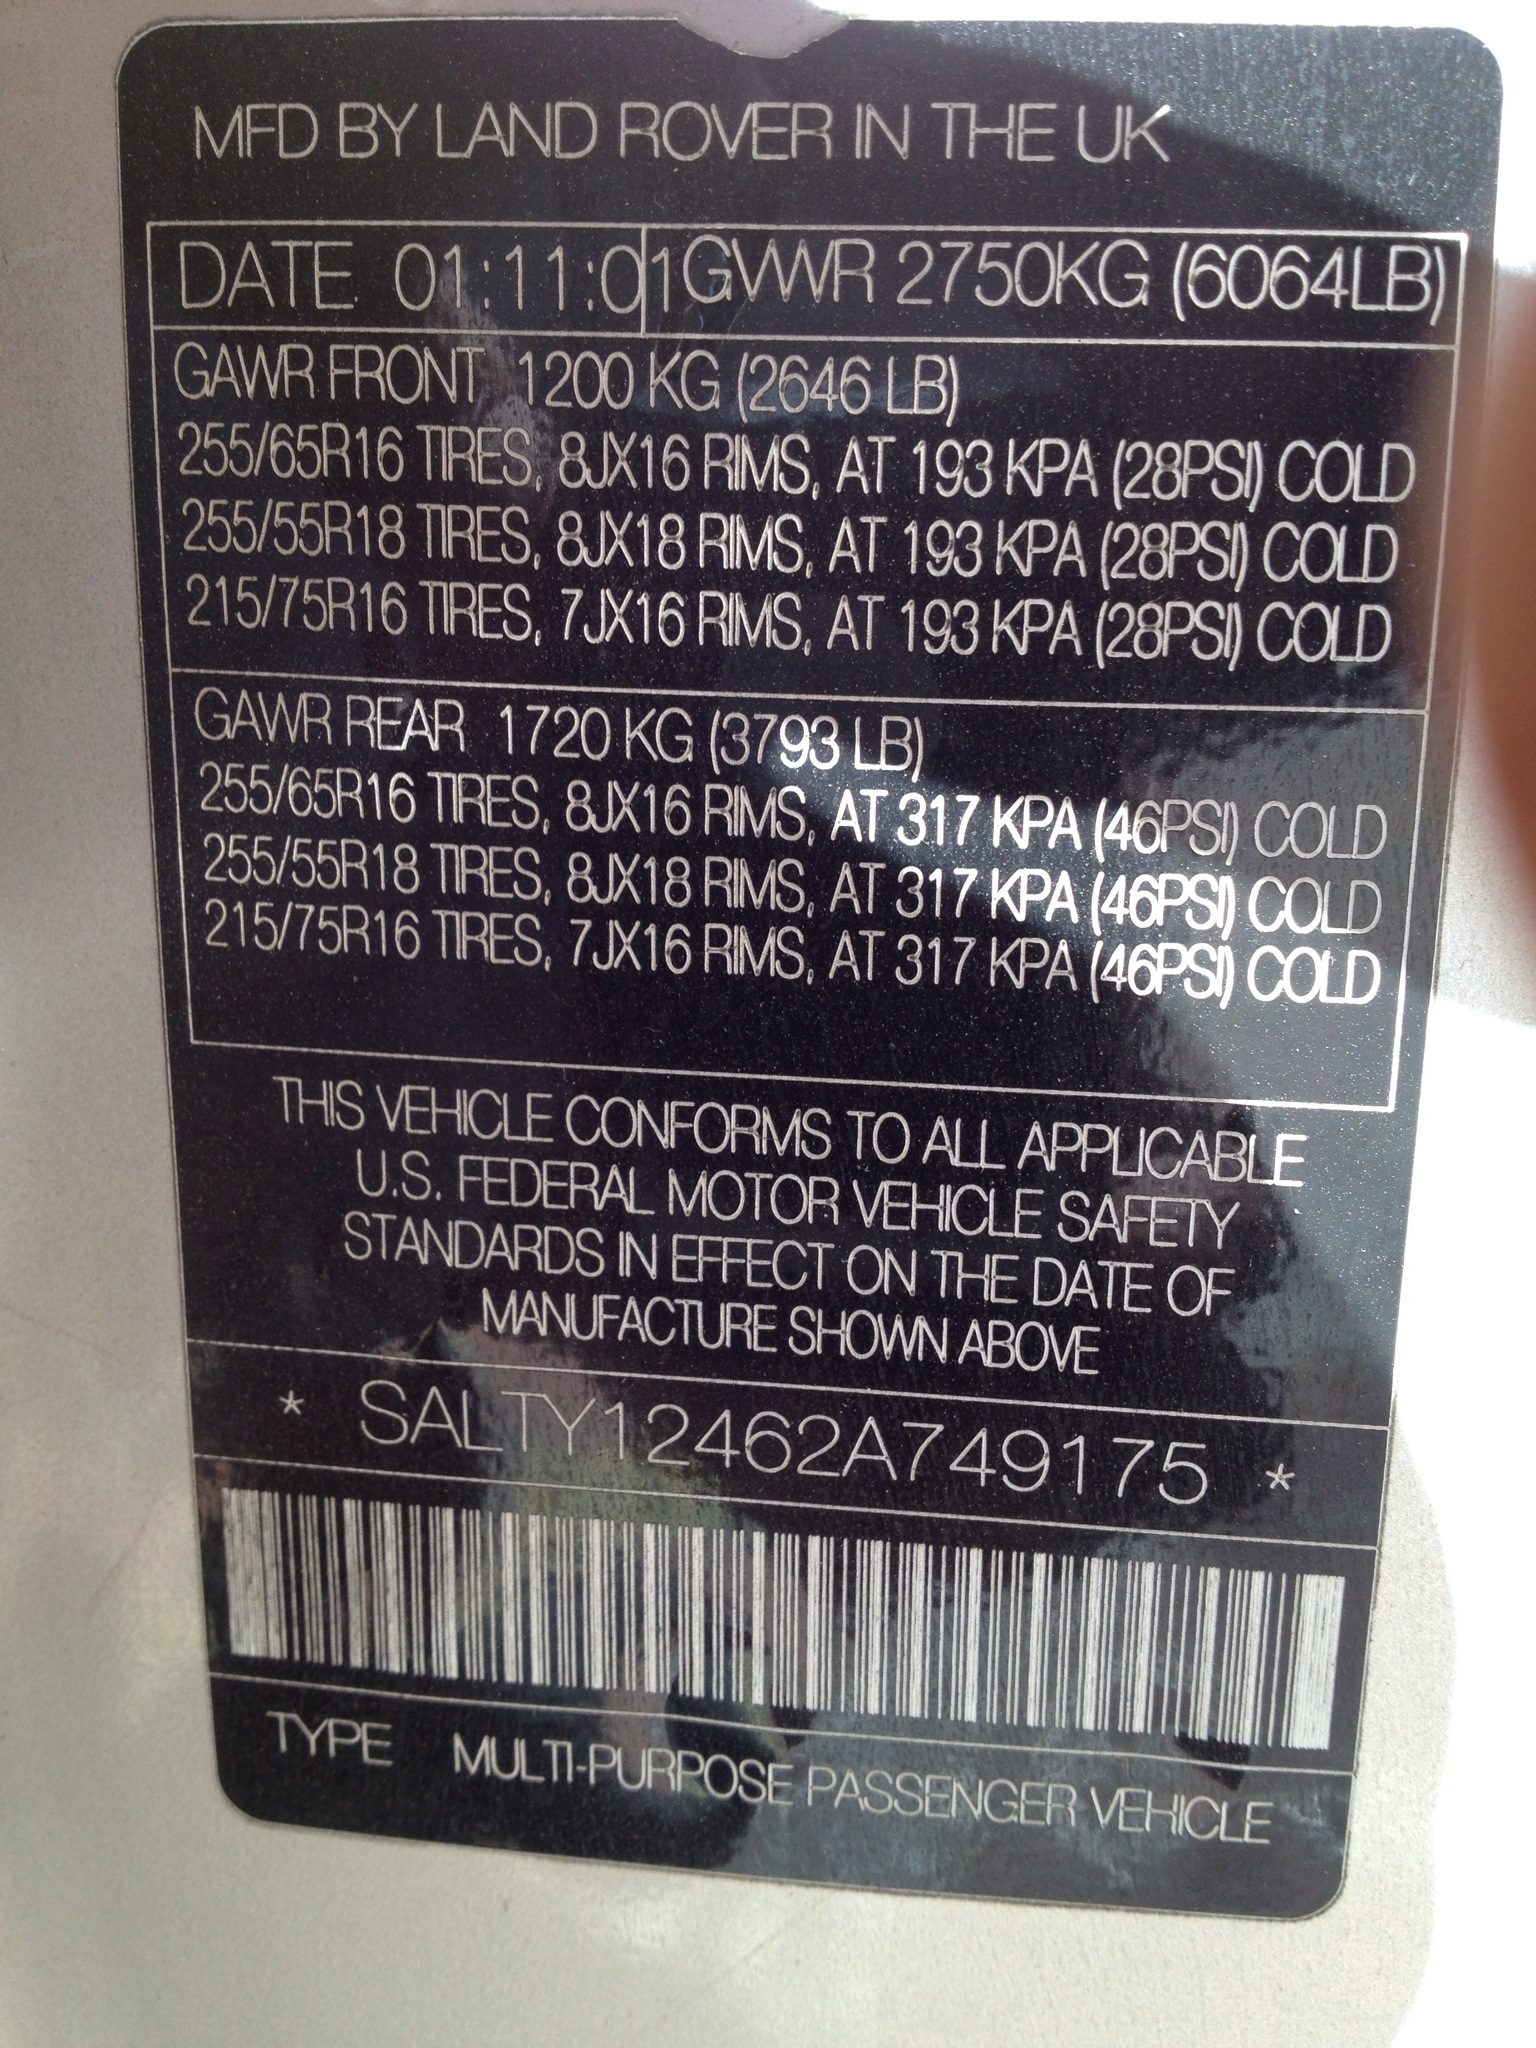 MFD BY LAND ROVER IN THE UK
DATE 01:11:01 GVWR 2750KG (6064LB)
GAWR FRONT 1200 KG (2646 LB)
255/65R16 TIRES, 8JX16 RIMS, AT 193 KPA (28PSI) COLD
255/55R18 TIRES, 8JX18 RIMS, AT 193 KPA (28PSI) COLD
215/75R16 TIRES, 7JX16 RIMS, AT 193 KPA (28PSI) COLD
GAWR REAR 1720 KG (3793 LB)
255/65R16 TIRES, 8JX16 RIMS, AT 317 KPA (46PSI) COLD
255/55R18 TIRES, 8JX18 RIMS, AT 317 KPA (46PSI) COLD
215/75R16 TIRES, 7JX16 RIMS, AT 317 KPA (46PSI) COLD
THIS VEHICLE CONFORMS TO ALL APPLICABLE
U.S. FEDERAL MOTOR VEHICLE SAFETY
STANDARDS IN EFFECT ON THE DATE OF
MANUFACTURE SHOWN ABOVE
* SALTY12462A749175 *
TYPE MULTI-PURPOSE PASSENGER VEHICLE